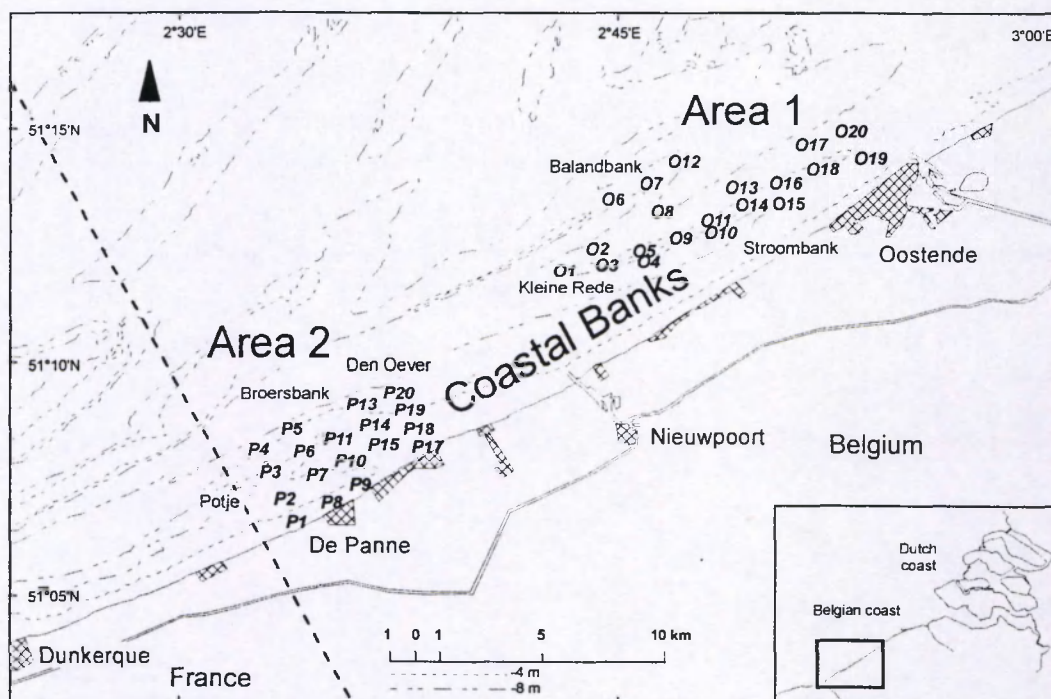 2°30'E
2°45'E
3°00'E
N
51°15'N
Area 1
O20
O17
O19
O18
Balandbank
O12
O7
O16
O13
O6
O14
O15
O8
O11
O10
O9
Stroombank
Oostende
O2
O5
O3
O4
O1
Kleine Rede
Coastal Banks
Area 2
51°10'N
Den Oever
Broersbank
P20
P13
P19
P14
P18
P5
P11
P15
P17
P4
P6
P10
P3
P7
P9
Potje
P2
P8
P1
Nieuwpoort
Belgium
De Panne
51°05'N
Dunkerque
France
1 0 1 5 10 km
-4 m
-8 m
Dutch
coast
Belgian coast